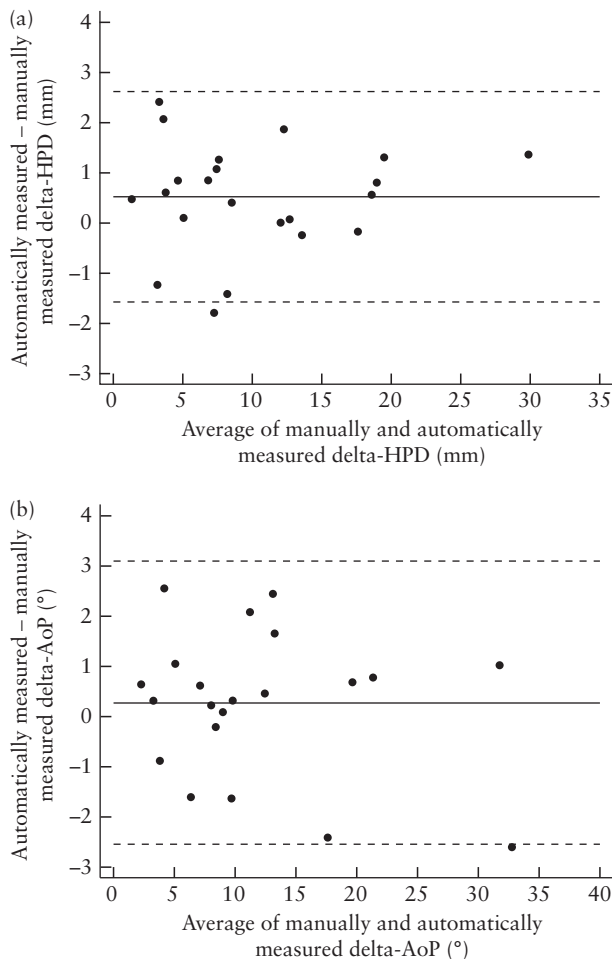 (a)
4
3
2
1
0
−1
−2
−3
Automatically measured – manually
measured delta-HPD (mm)
0 5 10 15 20 25 30 35
Average of manually and automatically
measured delta-HPD (mm)
(b)
4
3
2
1
0
−1
−2
−3
Automatically measured – manually
measured delta-AoP (°)
0 5 10 15 20 25 30 35 40
Average of manually and automatically
measured delta-AoP (°)